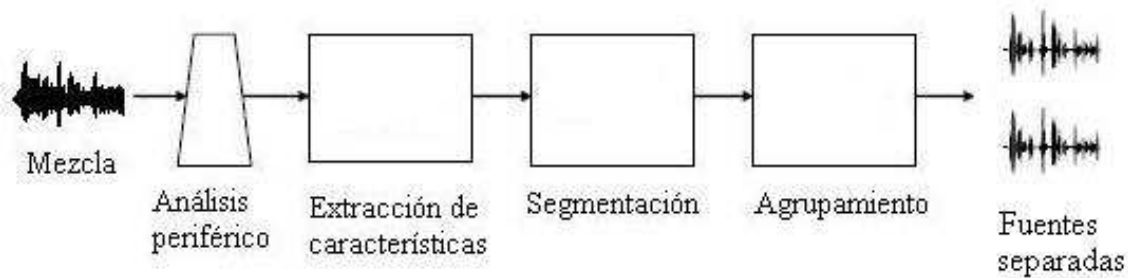 Mezcla
Análisis
periférico
Extracción de
características
Segmentación
Agrupamiento
Fuentes
separadas